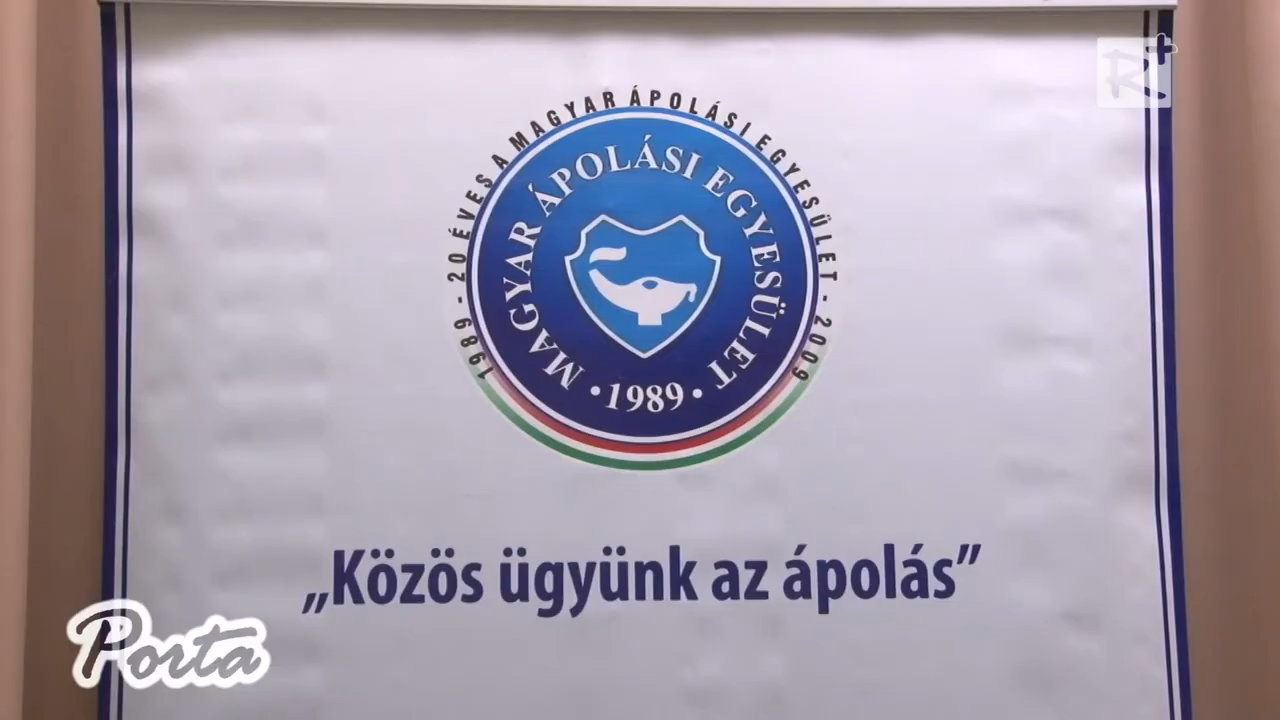 R+
1989 - 20 ÉVES A MAGYAR ÁPOLÁSI EGYESÜLET - 2009
MAGYAR ÁPOLÁSI EGYESÜLET
• 1989 •
„Közös ügyünk az ápolás”
Porta